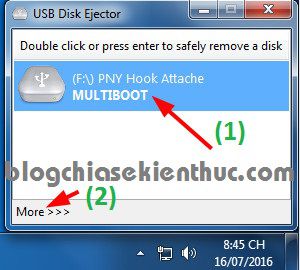 USB Disk Ejector
Double click or press enter to safely remove a disk
(F:\) PNY Hook Attache
MULTIBOOT
(1)
blogchiasekienthuc.com
(2)
More >>>
8:45 CH
16/07/2016